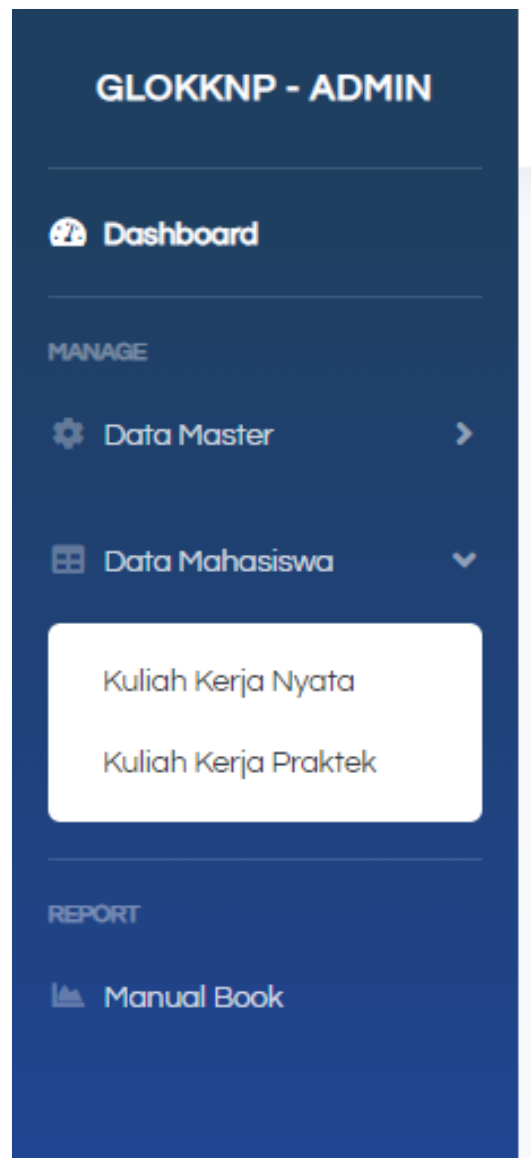 GLOKKNP - ADMIN
Dashboard
MANAGE
Data Master
Data Mahasiswa
Kuliah Kerja Nyata
Kuliah Kerja Praktek
REPORT
Manual Book